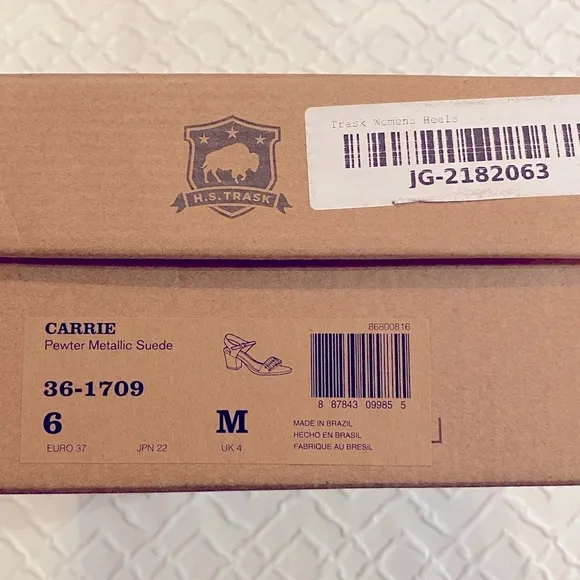 Trask Womens Heels
JG-2182063
H.S.TRASK
CARRIE
Pewter Metallic Suede
86800816
36-1709
8 87843 09985 5
6
M
MADE IN BRAZIL
HECHO EN BRASIL
FABRIQUE AU BRESIL
EURO 37
JPN 22
UK 4